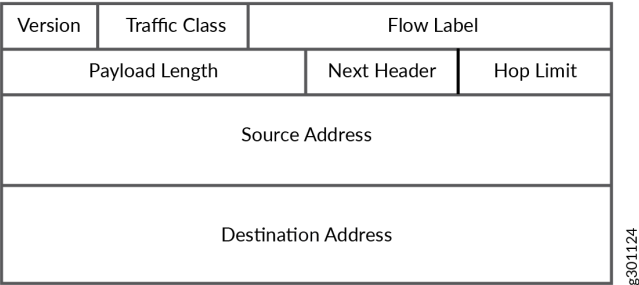 Version Traffic Class Flow Label
Payload Length Next Header Hop Limit
Source Address
Destination Address
g301124